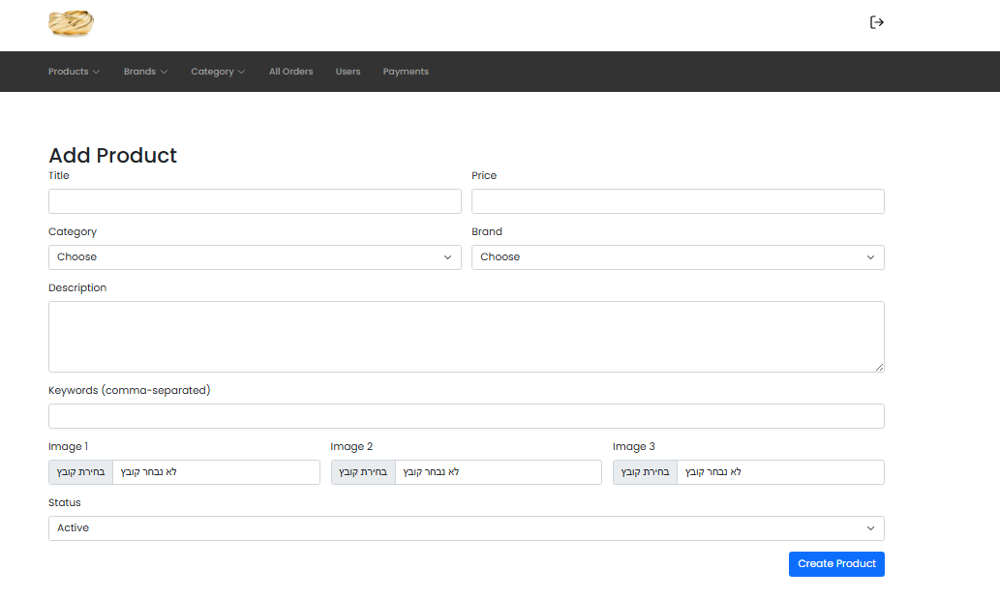 Products Brands Category All Orders Users Payments
Add Product
Title Price
Category Brand
Choose Choose
Description
Keywords (comma-separated)
Image 1 Image 2 Image 3
בחירת קובץ לא נבחר קובץ בחירת קובץ לא נבחר קובץ בחירת קובץ לא נבחר קובץ
Status
Active
Create Product